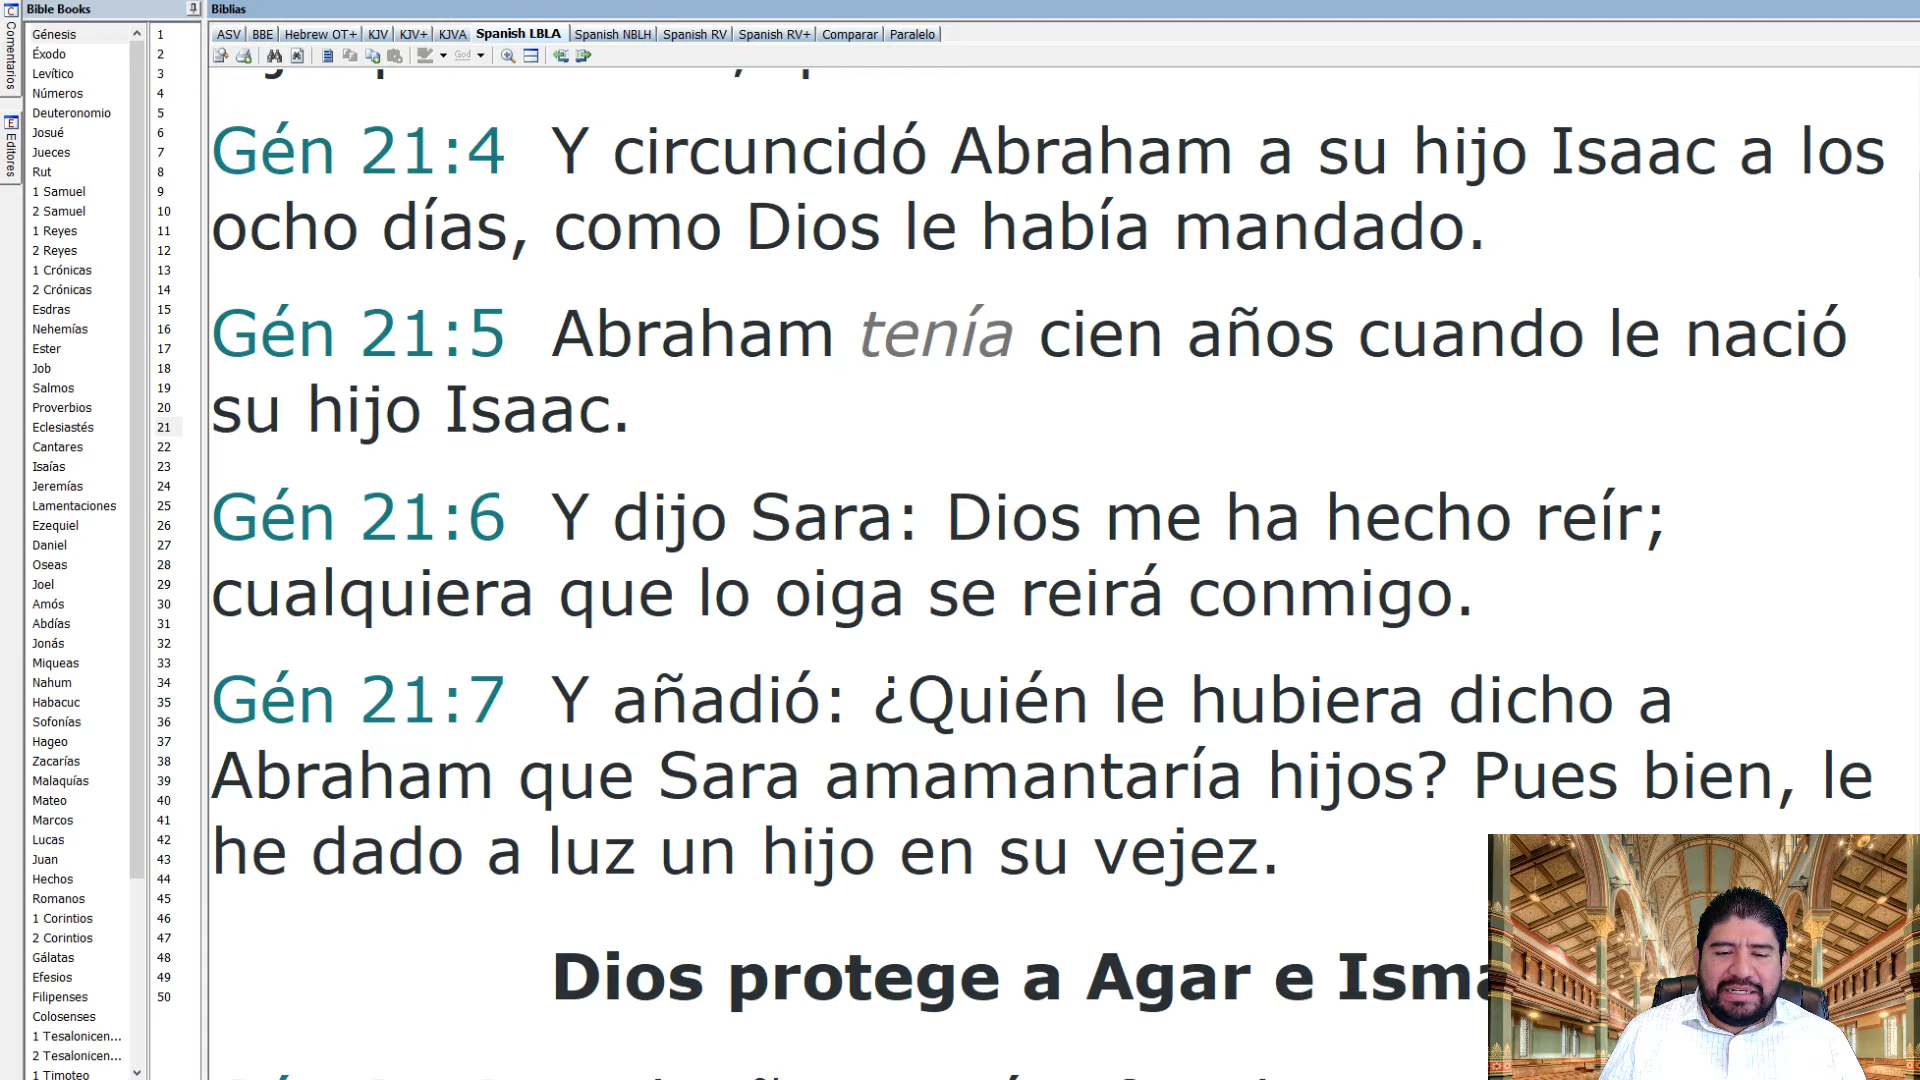 Bible Books
Biblias
Comentarios
Editores
ASV BBE Hebrew OT+ KJV KJV+ KJVA Spanish LBLA Spanish NBLH Spanish RV Spanish RV+ Comparar Paralelo
God
Génesis 1
Éxodo 2
Levítico 3
Números 4
Deuteronomio 5
Josué 6
Jueces 7
Rut 8
1 Samuel 9
2 Samuel 10
1 Reyes 11
2 Reyes 12
1 Crónicas 13
2 Crónicas 14
Esdras 15
Nehemías 16
Ester 17
Job 18
Salmos 19
Proverbios 20
Eclesiastés 21
Cantares 22
Isaías 23
Jeremías 24
Lamentaciones 25
Ezequiel 26
Daniel 27
Oseas 28
Joel 29
Amós 30
Abdías 31
Jonás 32
Miqueas 33
Nahum 34
Habacuc 35
Sofonías 36
Hageo 37
Zacarías 38
Malaquías 39
Mateo 40
Marcos 41
Lucas 42
Juan 43
Hechos 44
Romanos 45
1 Corintios 46
2 Corintios 47
Gálatas 48
Efesios 49
Filipenses 50
Colosenses
1 Tesalonicen...
2 Tesalonicen...
1 Timoteo
Gén 21:4 Y circuncidó Abraham a su hijo Isaac a los
ocho días, como Dios le había mandado.
Gén 21:5 Abraham tenía cien años cuando le nació
su hijo Isaac.
Gén 21:6 Y dijo Sara: Dios me ha hecho reír;
cualquiera que lo oiga se reirá conmigo.
Gén 21:7 Y añadió: ¿Quién le hubiera dicho a
Abraham que Sara amamantaría hijos? Pues bien, le
he dado a luz un hijo en su vejez.
Dios protege a Agar e Isma